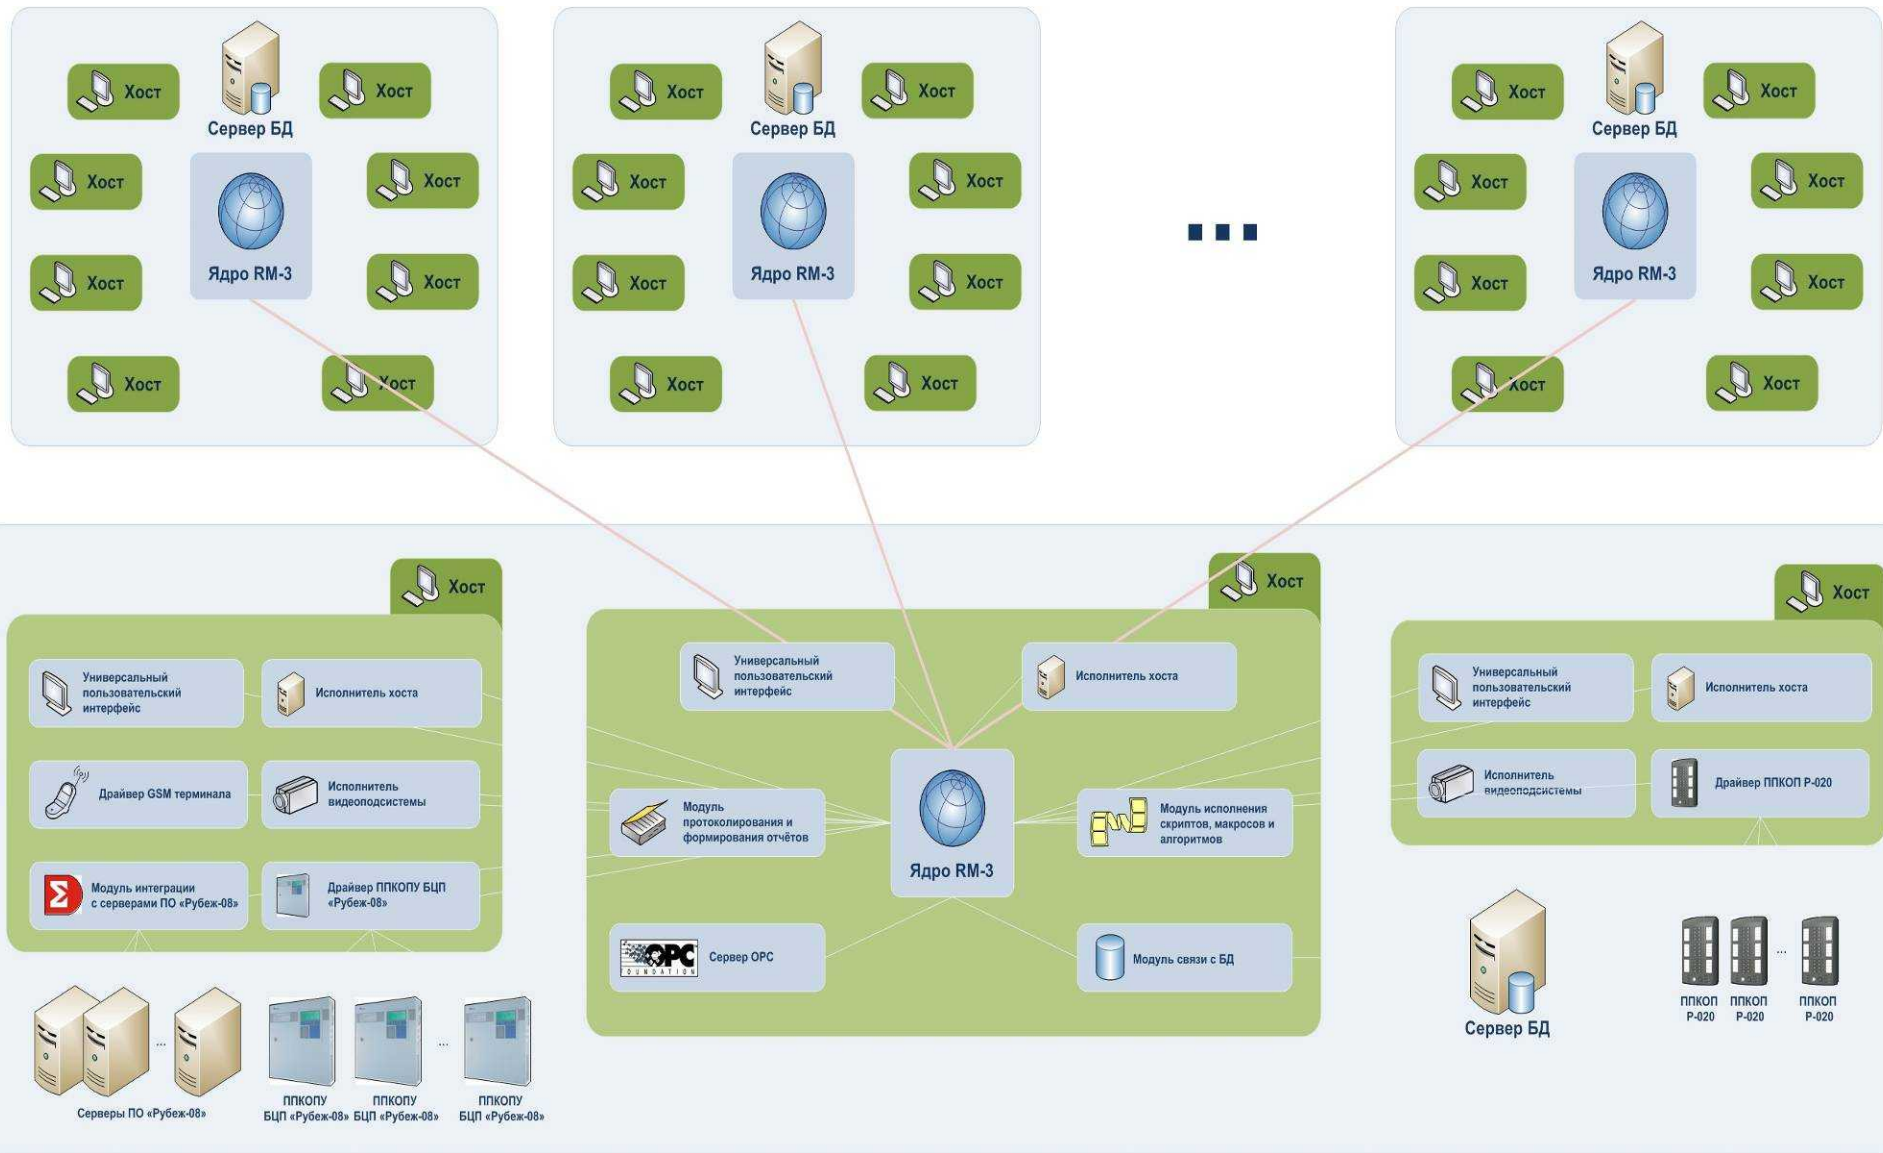 Хост
Сервер БД
Хост
Хост
Хост
Хост
Хост
Ядро RM-3
Хост
Хост
Хост
Сервер БД
Хост
Хост
Хост
Хост
Хост
Ядро RM-3
Хост
Хост
...
Хост
Сервер БД
Хост
Хост
Хост
Хост
Хост
Ядро RM-3
Хост
Хост
Хост
Универсальный
пользовательский
интерфейс
Исполнитель хоста
Драйвер GSM терминала
Исполнитель
видеоподсистемы
Модуль интеграции
с серверами ПО «Рубеж-08»
Драйвер ППКОПУ БЦП
«Рубеж-08»
...
Серверы ПО «Рубеж-08»
...
ППКОПУ
БЦП «Рубеж-08»
ППКОПУ
БЦП «Рубеж-08»
ППКОПУ
БЦП «Рубеж-08»
Хост
Универсальный
пользовательский
интерфейс
Исполнитель хоста
Модуль
протоколирования и
формирования отчётов
Ядро RM-3
Модуль исполнения
скриптов, макросов и
алгоритмов
OPC
FOUNDATION
Сервер OPC
Модуль связи с БД
Хост
Универсальный
пользовательский
интерфейс
Исполнитель хоста
Исполнитель
видеоподсистемы
Драйвер ППКОП Р-020
Сервер БД
...
ППКОП
Р-020
ППКОП
Р-020
ППКОП
Р-020